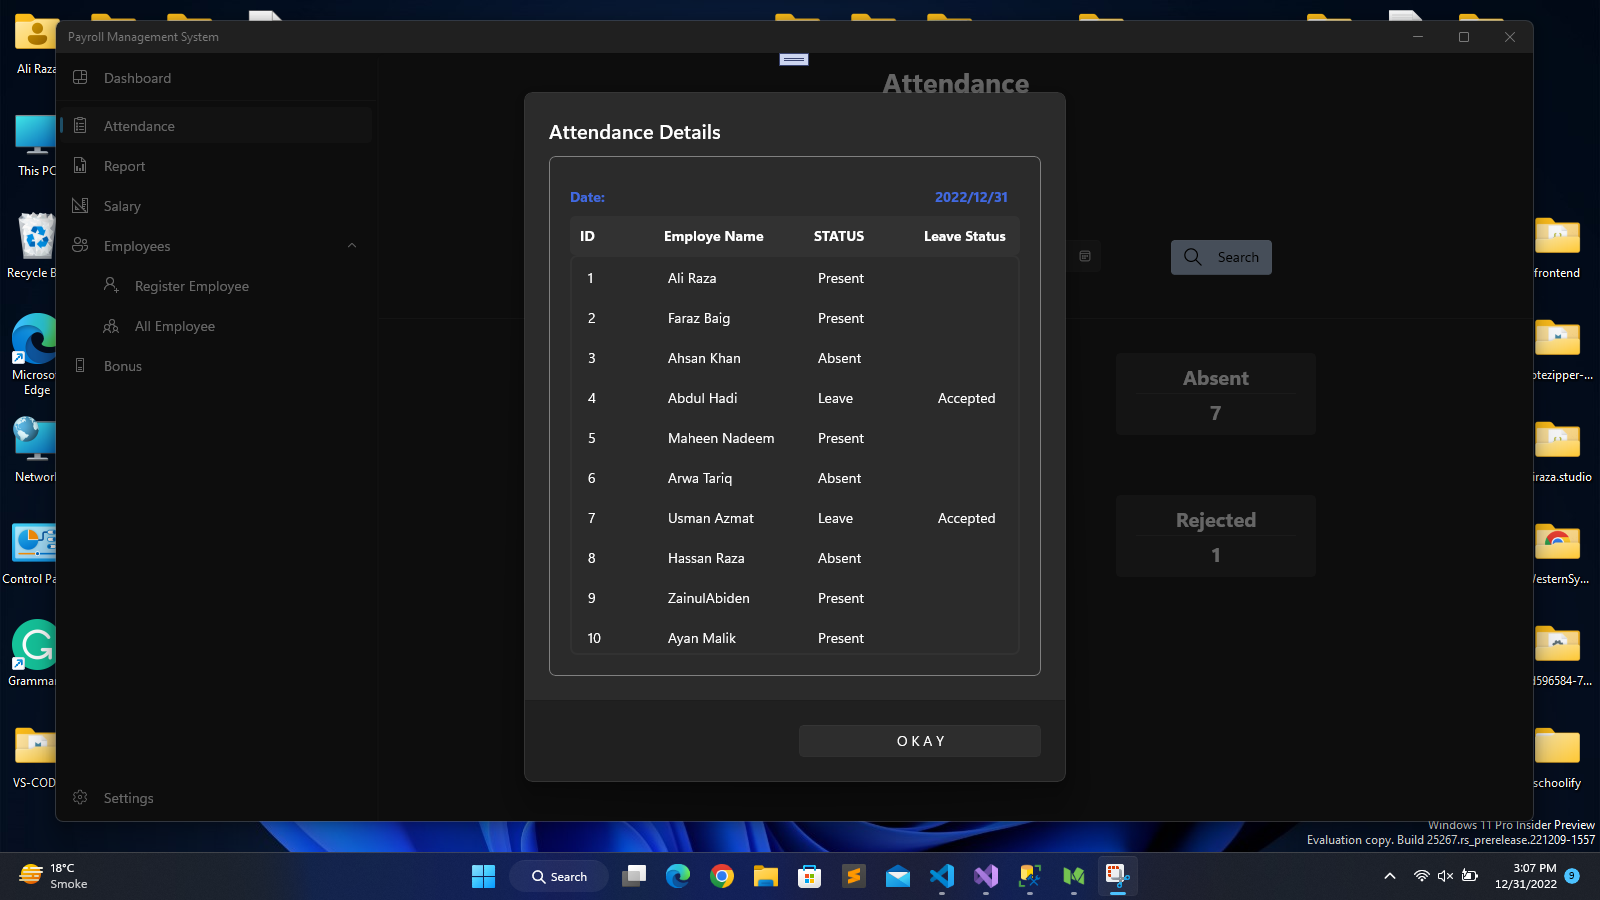 Payroll Management System
Ali Raza
Dashboard
Attendance
Attendance
Attendance Details
This PC
Report
Date: 2022/12/31
Salary
ID Employe Name STATUS Leave Status
Recycle B
Employees
Search
frontend
1 Ali Raza Present
Register Employee
2 Faraz Baig Present
All Employee
3 Ahsan Khan Absent
Microso
Edge
Bonus
Absent
7
otezipper-...
4 Abdul Hadi Leave Accepted
5 Maheen Nadeem Present
Network
6 Arwa Tariq Absent
iraza.studio
7 Usman Azmat Leave Accepted
Rejected
1
8 Hassan Raza Absent
Control Pa
VesternSy...
9 ZainulAbiden Present
10 Ayan Malik Present
Grammar
1596584-7...
OKAY
VS-COD
schoolify
Settings
Windows 11 Pro Insider Preview
Evaluation copy. Build 25267.rs_prerelease.221209-1557
18°C
Smoke
Search
3:07 PM
12/31/2022
9